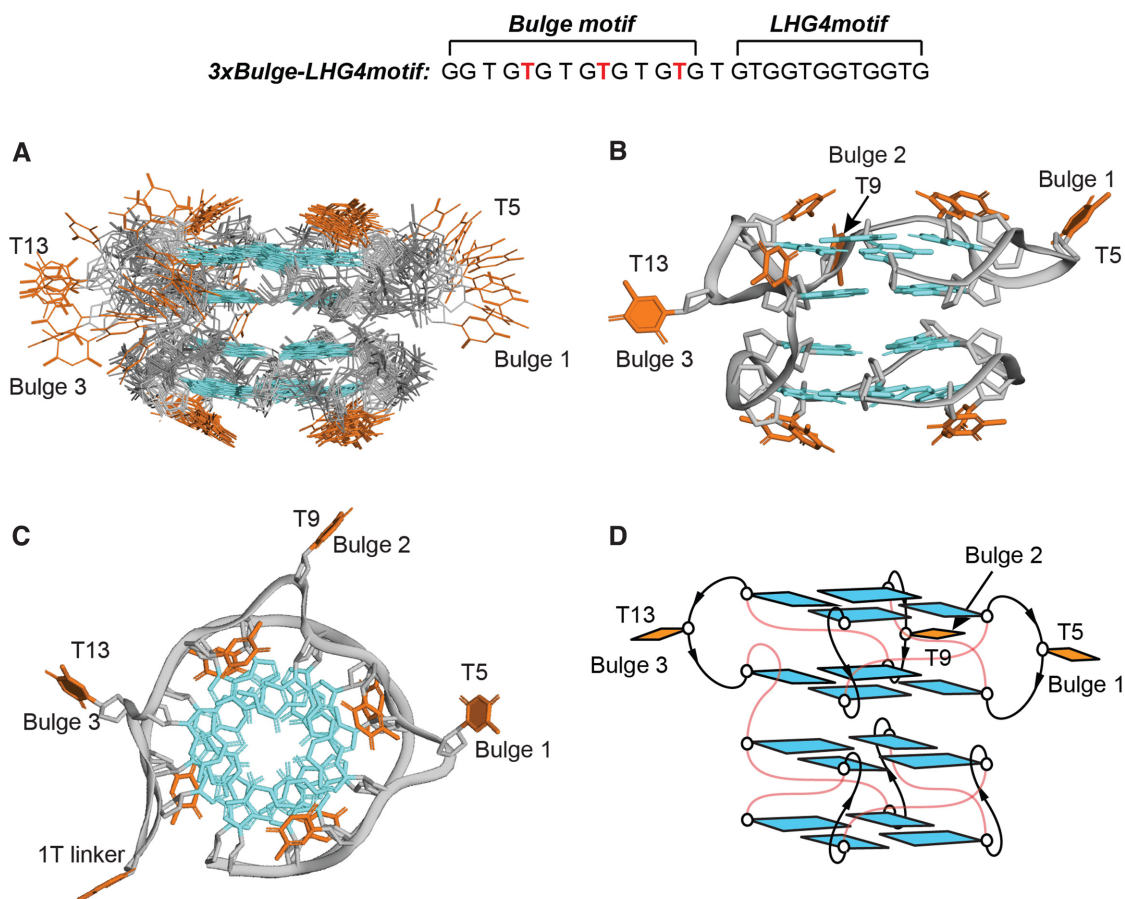 Bulge motif LHG4motif
3xBulge-LHG4motif: GG T GTG T GTG T GTG T GTGGTGGTGGTG
A
T5
T13
Bulge 3
Bulge 1
B
Bulge 2
T9
Bulge 1
T5
T13
Bulge 3
C
T9
Bulge 2
T13
Bulge 3
T5
Bulge 1
1T linker
D
Bulge 2
T13
Bulge 3
T9
T5
Bulge 1